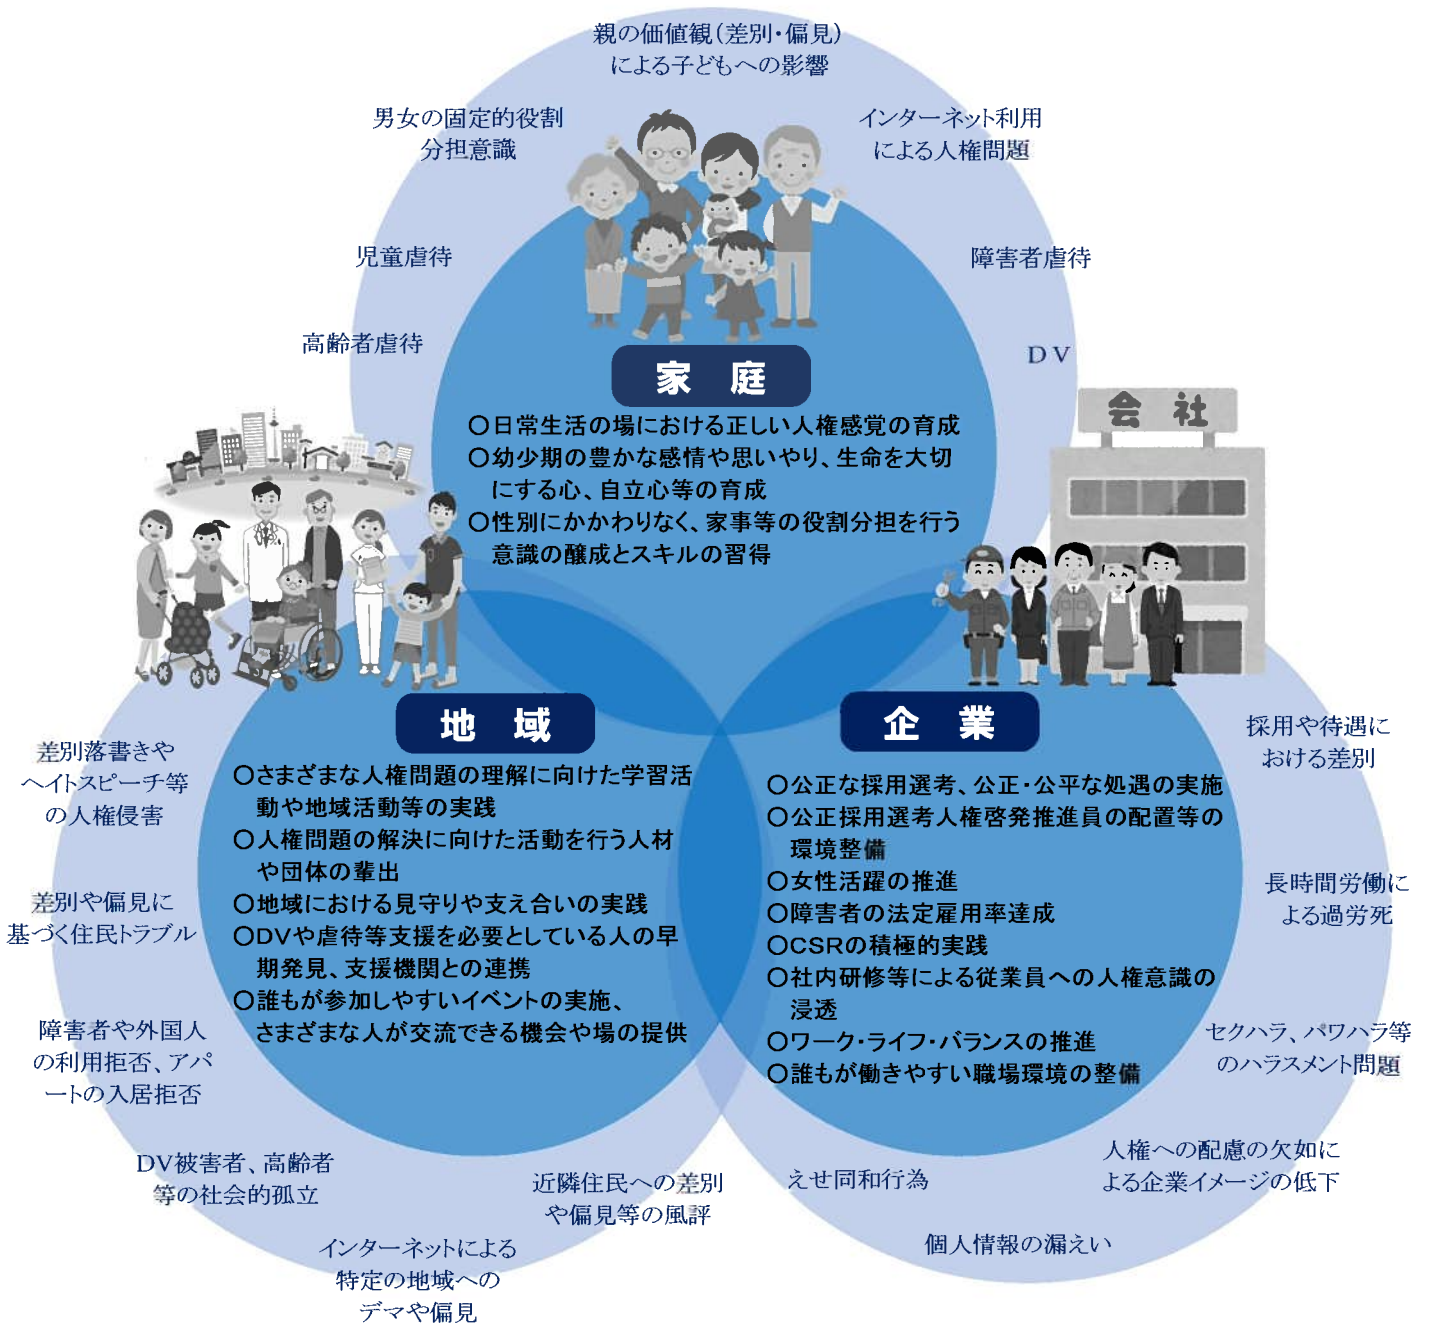 親の価値観(差別・偏見)
による子どもへの影響
男女の固定的役割
分担意識
インターネット利用
による人権問題
児童虐待
障害者虐待
高齢者虐待
DV
家 庭
〇日常生活の場における正しい人権感覚の育成
〇幼少期の豊かな感情や思いやり、生命を大切
にする心、自立心等の育成
〇性別にかかわりなく、家事等の役割分担を行う
意識の醸成とスキルの習得
会 社
地 域
〇さまざまな人権問題の理解に向けた学習活
動や地域活動等の実践
〇人権問題の解決に向けた活動を行う人材
や団体の輩出
〇地域における見守りや支え合いの実践
〇DVや虐待等支援を必要としている人の早
期発見、支援機関との連携
〇誰もが参加しやすいイベントの実施、
さまざまな人が交流できる機会や場の提供
企 業
〇公正な採用選考、公正・公平な処遇の実施
〇公正採用選考人権啓発推進員の配置等の
環境整備
〇女性活躍の推進
〇障害者の法定雇用率達成
〇CSRの積極的実践
〇社内研修等による従業員への人権意識の
浸透
〇ワーク・ライフ・バランスの推進
〇誰もが働きやすい職場環境の整備
差別落書きや
ヘイトスピーチ等
の人権侵害
差別や偏見に
基づく住民トラブル
障害者や外国人
の利用拒否、アパ
ートの入居拒否
DV被害者、高齢者
等の社会的孤立
インターネットによる
特定の地域への
デマや偏見
近隣住民への差別
や偏見等の風評
採用や待遇に
おける差別
長時間労働に
よる過労死
セクハラ、パワハラ等
のハラスメント問題
人権への配慮の欠如に
よる企業イメージの低下
えせ同和行為
個人情報の漏えい